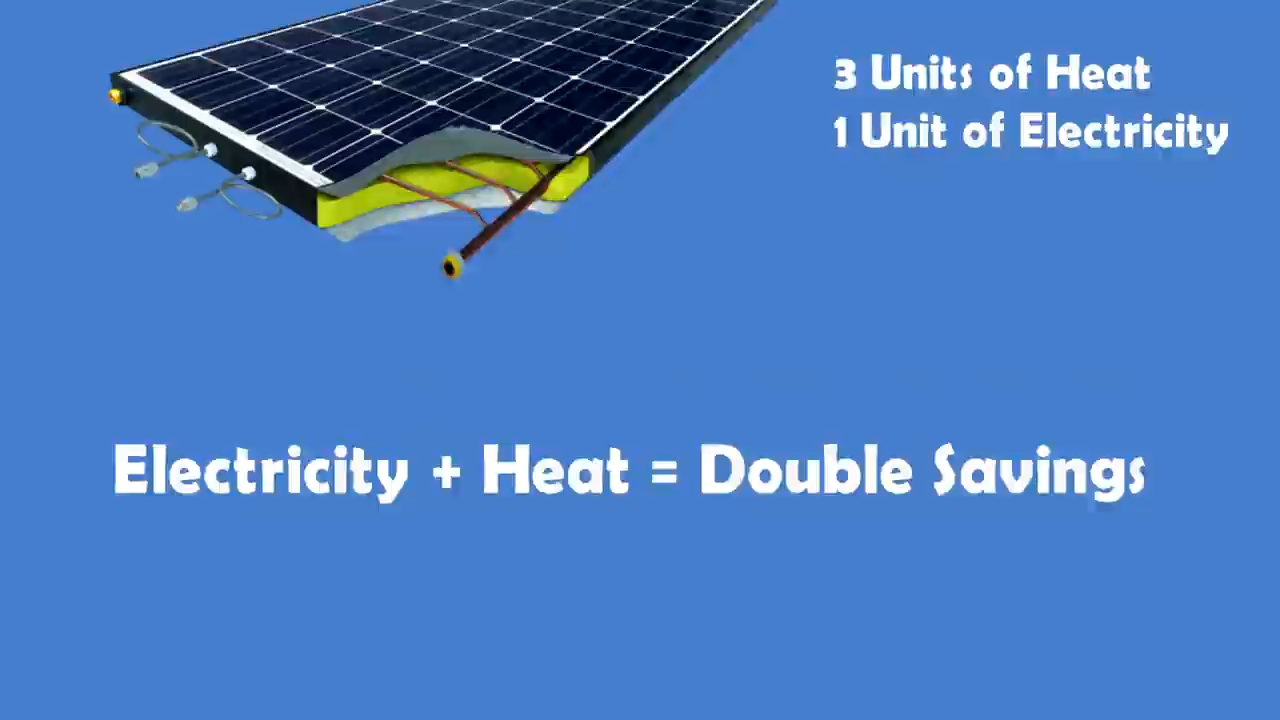 3 Units of Heat
1 Unit of Electricity
Electricity + Heat = Double Savings